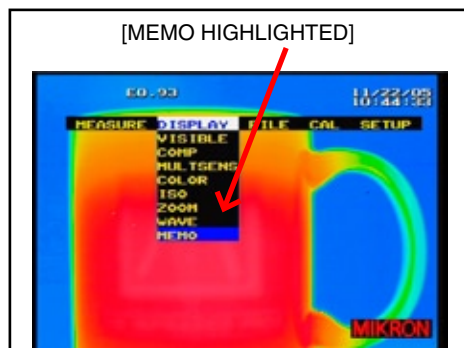 [MEMO HIGHLIGHTED]
E0.93 11/22/05
10:44:33
MEASURE DISPLAY FILE CAL SETUP
VISIBLE
COMP
MULTSENS
COLOR
ISO
ZOOM
WAVE
MEMO
MIKRON